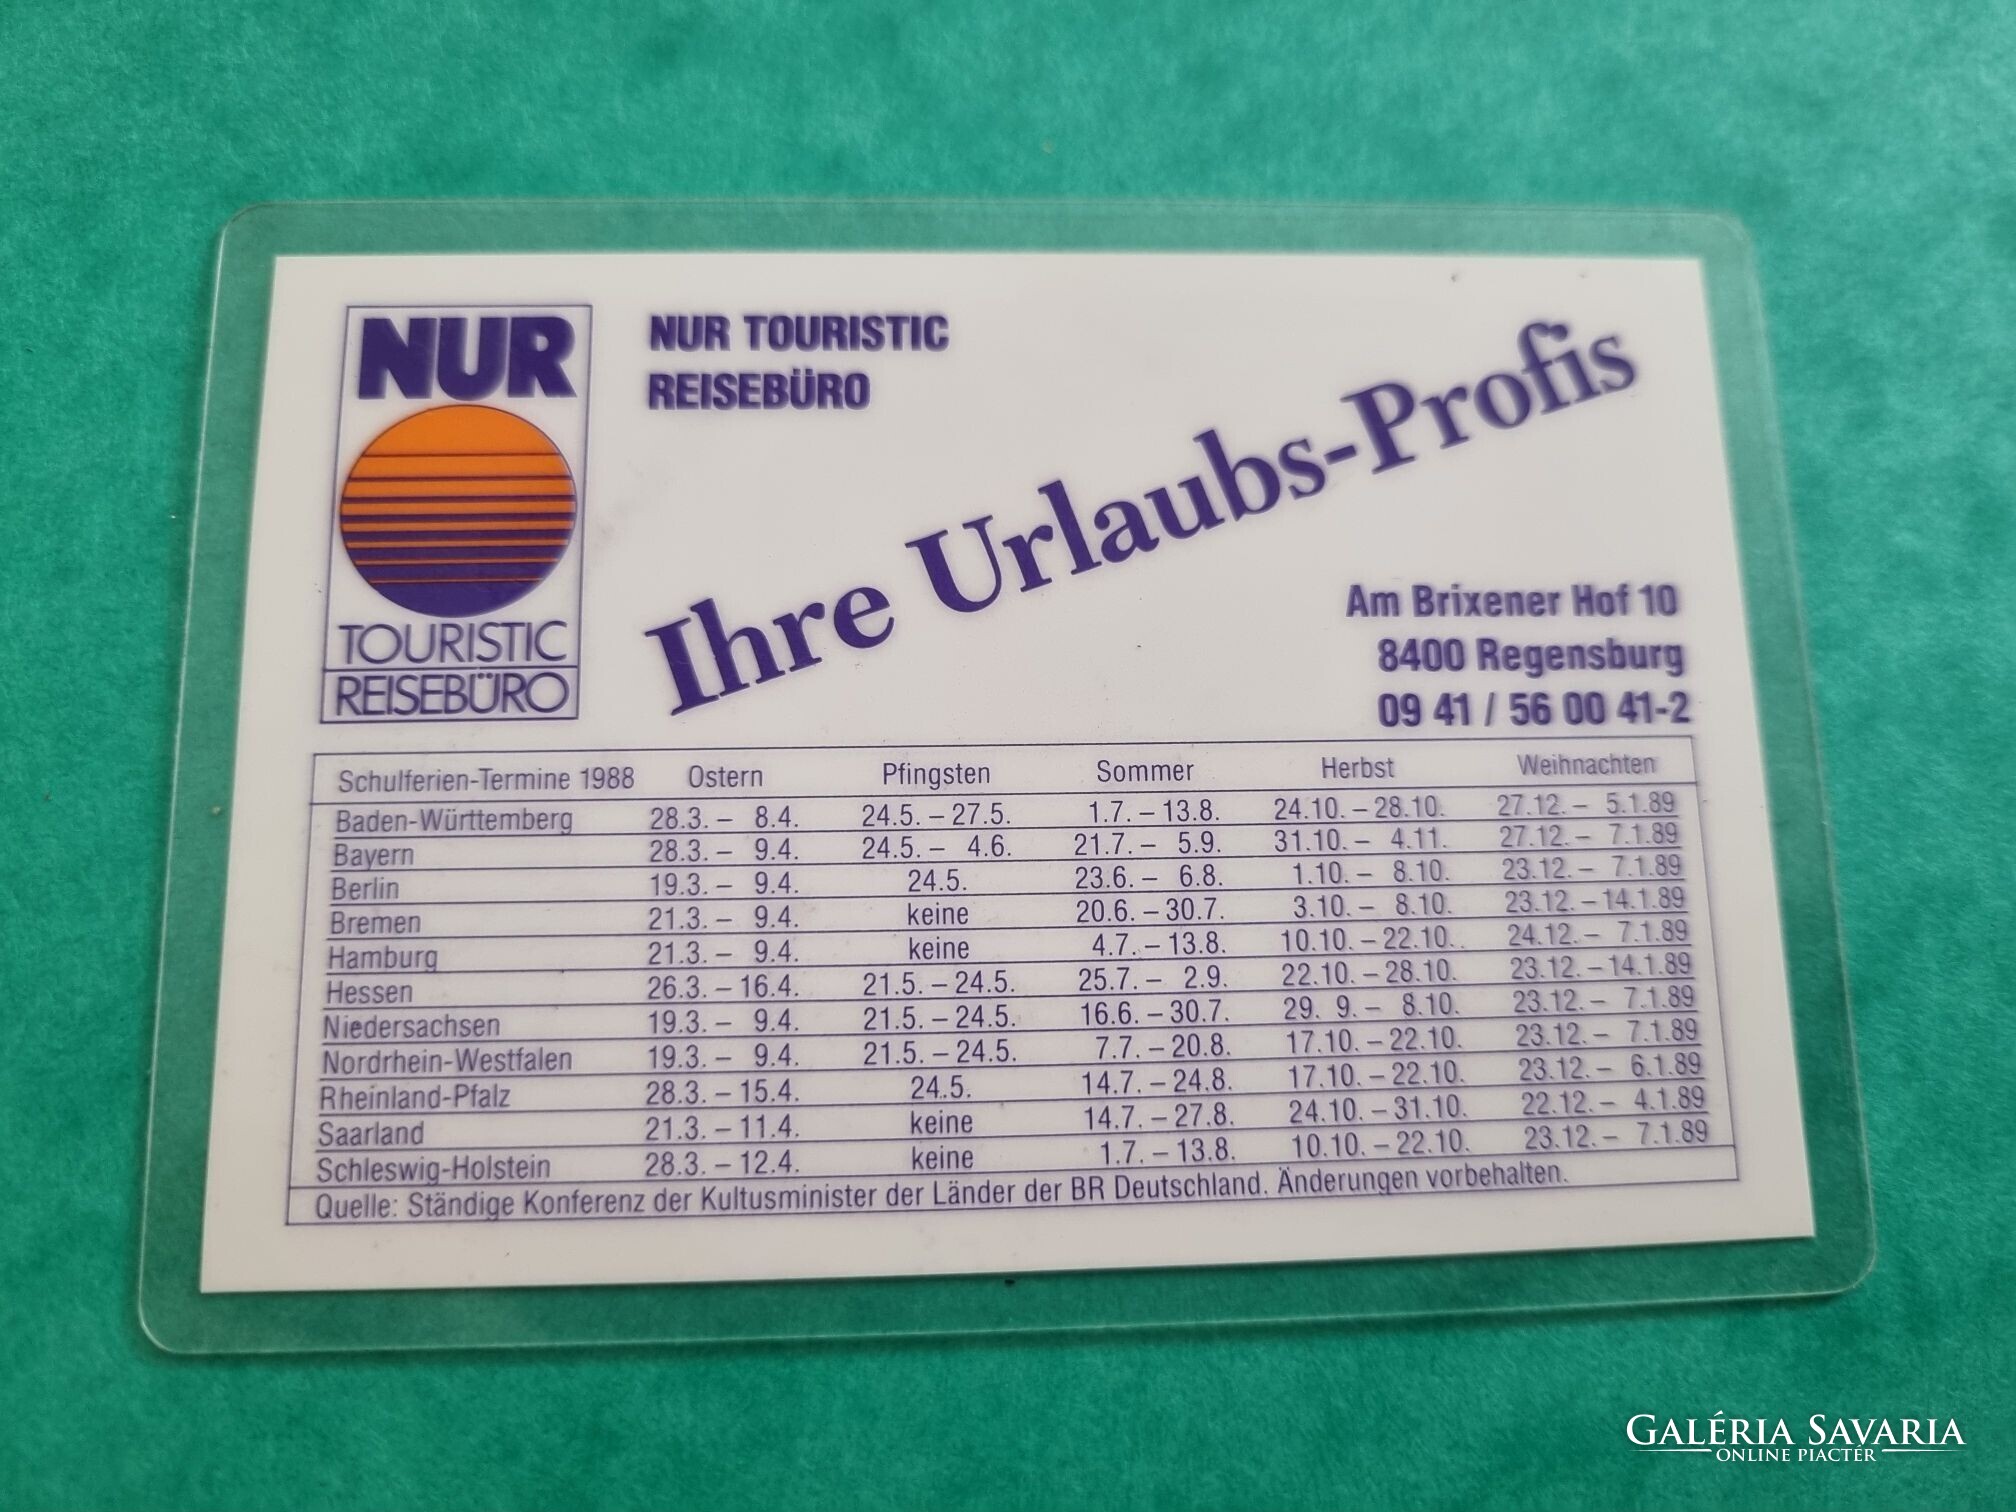 NUR
TOURISTIC
REISEBÜRO
NUR TOURISTIC
REISEBÜRO
Ihre Urlaubs-Profis
Am Brixener Hof 10
8400 Regensburg
09 41 / 56 00 41-2
Schulferien-Termine 1988 Ostern Pfingsten Sommer Herbst Weihnachten
Baden-Württemberg 28.3. – 8.4. 24.5. – 27.5. 1.7. – 13.8. 24.10. – 28.10. 27.12. – 5.1.89
Bayern 28.3. – 9.4. 24.5. – 4.6. 21.7. – 5.9. 31.10. – 4.11. 27.12. – 7.1.89
Berlin 19.3. – 9.4. 24.5. 23.6. – 6.8. 1.10. – 8.10. 23.12. – 7.1.89
Bremen 21.3. – 9.4. keine 20.6. – 30.7. 3.10. – 8.10. 23.12. – 14.1.89
Hamburg 21.3. – 9.4. keine 4.7. – 13.8. 10.10. – 22.10. 24.12. – 7.1.89
Hessen 26.3. – 16.4. 21.5. – 24.5. 25.7. – 2.9. 22.10. – 28.10. 23.12. – 14.1.89
Niedersachsen 19.3. – 9.4. 21.5. – 24.5. 16.6. – 30.7. 29. 9. – 8.10. 23.12. – 7.1.89
Nordrhein-Westfalen 19.3. – 9.4. 21.5. – 24.5. 7.7. – 20.8. 17.10. – 22.10. 23.12. – 7.1.89
Rheinland-Pfalz 28.3. – 15.4. 24.5. 14.7. – 24.8. 17.10. – 22.10. 23.12. – 6.1.89
Saarland 21.3. – 11.4. keine 14.7. – 27.8. 24.10. – 31.10. 22.12. – 4.1.89
Schleswig-Holstein 28.3. – 12.4. keine 1.7. – 13.8. 10.10. – 22.10. 23.12. – 7.1.89
Quelle: Ständige Konferenz der Kultusminister der Länder der BR Deutschland. Änderungen vorbehalten.
GALÉRIA SAVARIA
ONLINE PIACTÉR